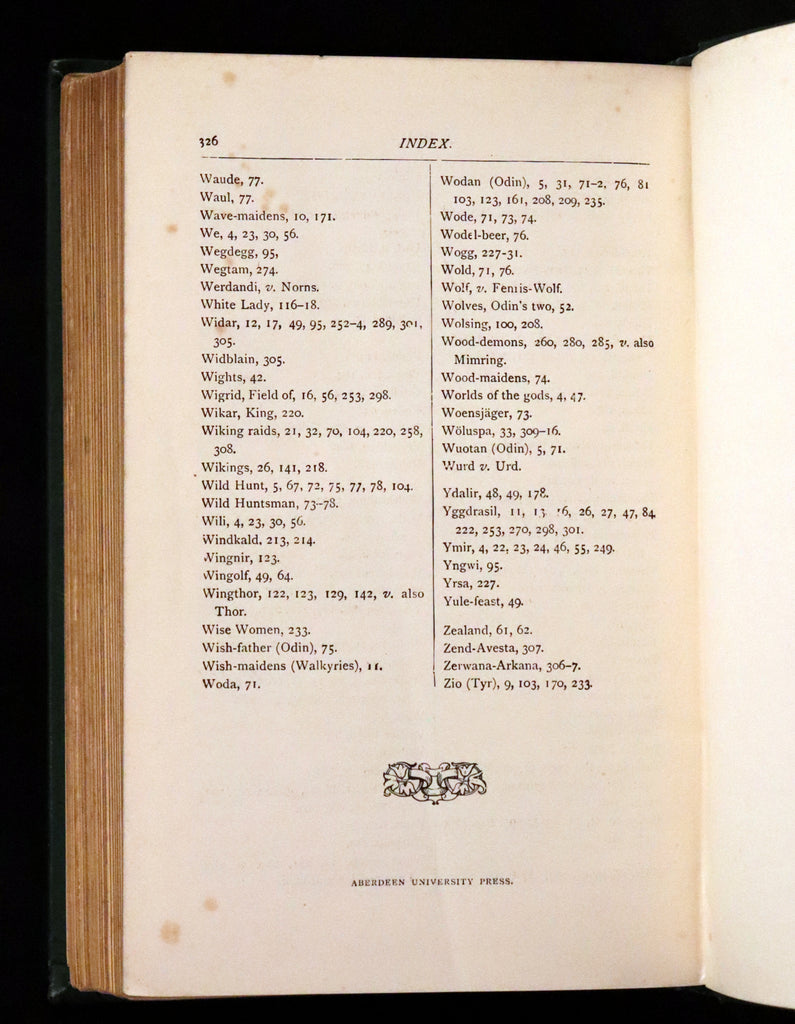 326
INDEX.
Waude, 77.
Waul, 77.
Wave-maidens, 10, 171.
We, 4, 23, 30, 56.
Wegdegg, 95,
Wegtam, 274.
Werdandi, v. Norns.
White Lady, 116-18.
Widar, 12, 17, 49, 95, 252-4, 289, 301,
305.
Widblain, 305.
Wights, 42.
Wigrid, Field of, 16, 56, 253, 298.
Wikar, King, 220.
Wiking raids, 21, 32, 70, 104, 220, 258,
308.
Wikings, 26, 141, 218.
Wild Hunt, 5, 67, 72, 75, 77, 78, 104.
Wild Huntsman, 73-78.
Wili, 4, 23, 30, 56.
Windkald, 213, 214.
Wingnir, 123.
Wingolf, 49, 64.
Wingthor, 122, 123, 129, 142, v. also
Thor.
Wise Women, 233.
Wish-father (Odin), 75.
Wish-maidens (Walkyries), 11.
Woda, 71.
Wodan (Odin), 5, 31, 71-2, 76, 81
103, 123, 161, 208, 209, 235.
Wode, 71, 73, 74.
Wodel-beer, 76.
Wogg, 227-31.
Wold, 71, 76.
Wolf, v. Fenris-Wolf.
Wolves, Odin's two, 52.
Wolsing, 100, 208.
Wood-demons, 260, 280, 285, v. also
Mimring.
Wood-maidens, 74.
Worlds of the gods, 4, 47.
Woensjäger, 73.
Wöluspa, 33, 309-16.
Wuotan (Odin), 5, 71.
Wurd v. Urd.
Ydalir, 48, 49, 178.
Yggdrasil, 11, 13, 26, 27, 47, 84,
222, 253, 270, 298, 301.
Ymir, 4, 22, 23, 24, 46, 55, 249.
Yngwi, 95.
Yrsa, 227.
Yule-feast, 49.
Zealand, 61, 62.
Zend-Avesta, 307.
Zerwana-Arkana, 306-7.
Zio (Tyr), 9, 103, 170, 233.
ABERDEEN UNIVERSITY PRESS.